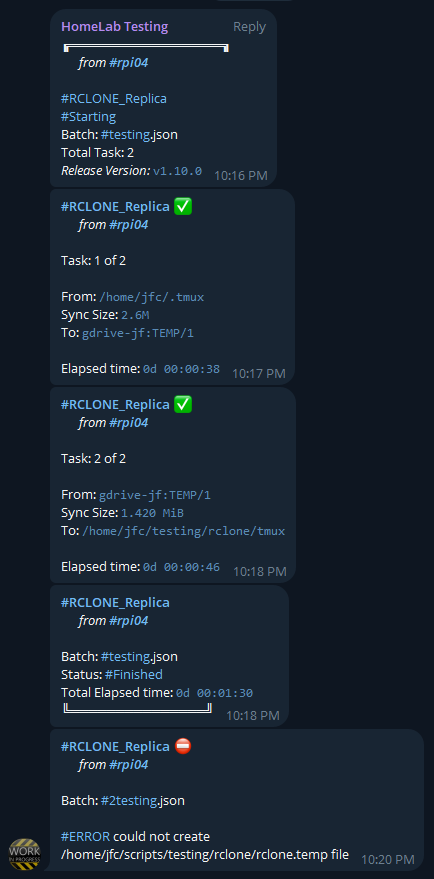 HomeLab Testing Reply
╔══════════════════╗
from #rpi04
#RCLONE_Replica
#Starting
Batch: #testing.json
Total Task: 2
Release Version: v1.10.0 10:16 PM
#RCLONE_Replica ✅
from #rpi04
Task: 1 of 2
From: /home/jfc/.tmux
Sync Size: 2.6M
To: gdrive-jf:TEMP/1
Elapsed time: 0d 00:00:38 10:17 PM
#RCLONE_Replica ✅
from #rpi04
Task: 2 of 2
From: gdrive-jf:TEMP/1
Sync Size: 1.420 MiB
To: /home/jfc/testing/rclone/tmux
Elapsed time: 0d 00:00:46 10:18 PM
#RCLONE_Replica
from #rpi04
Batch: #testing.json
Status: #Finished
Total Elapsed time: 0d 00:01:30
╚════════════════╝ 10:18 PM
#RCLONE_Replica ⛔
from #rpi04
Batch: #2testing.json
#ERROR could not create
/home/jfc/scripts/testing/rclone/rclone.temp file 10:20 PM
WORK
IN PROGRESS